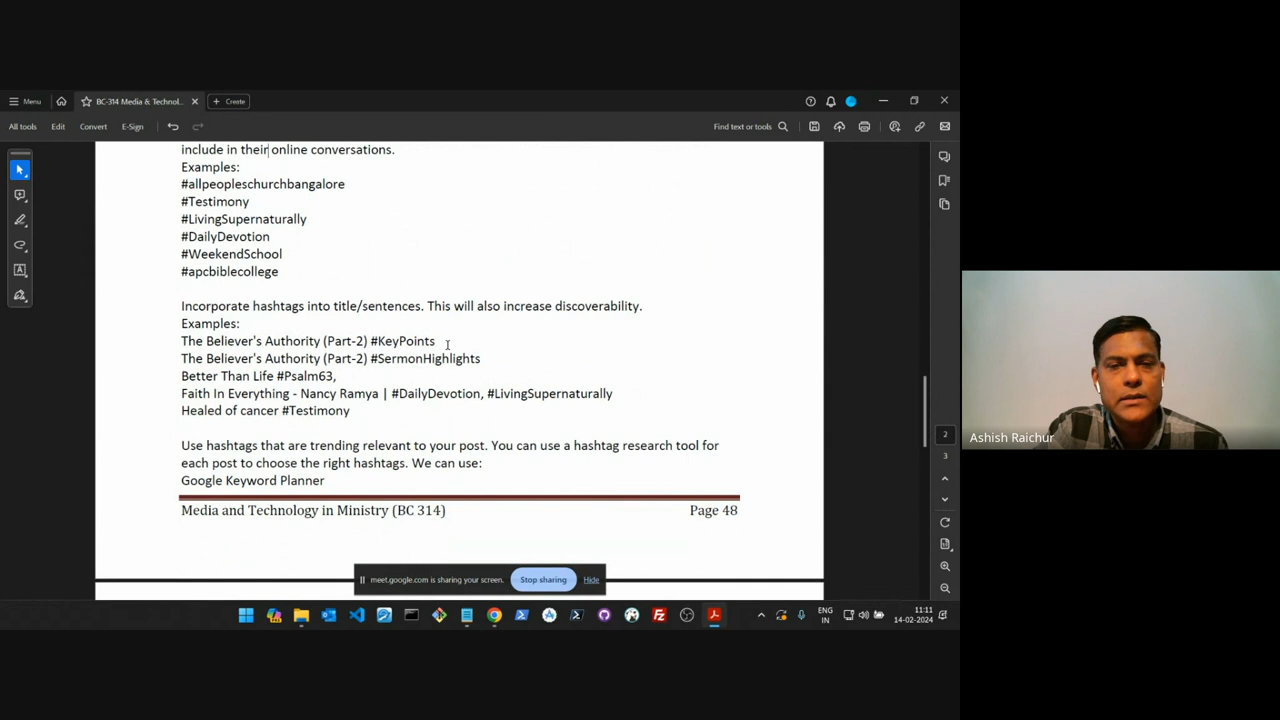 Menu
BC-314 Media & Technol...
Create
All tools
Edit
Convert
E-Sign
Find text or tools
include in their online conversations.
Examples:
#allpeopleschurchbangalore
#Testimony
#LivingSupernaturally
#DailyDevotion
#WeekendSchool
#apcbiblecollege
Incorporate hashtags into title/sentences. This will also increase discoverability.
Examples:
The Believer's Authority (Part-2) #KeyPoints
The Believer's Authority (Part-2) #SermonHighlights
Better Than Life #Psalm63,
Faith In Everything - Nancy Ramya | #DailyDevotion, #LivingSupernaturally
Healed of cancer #Testimony
Use hashtags that are trending relevant to your post. You can use a hashtag research tool for
each post to choose the right hashtags. We can use:
Google Keyword Planner
Media and Technology in Ministry (BC 314) Page 48
2
3
Ashish Raichur
meet.google.com is sharing your screen.
Stop sharing
Hide
ENG
IN
11:11
14-02-2024